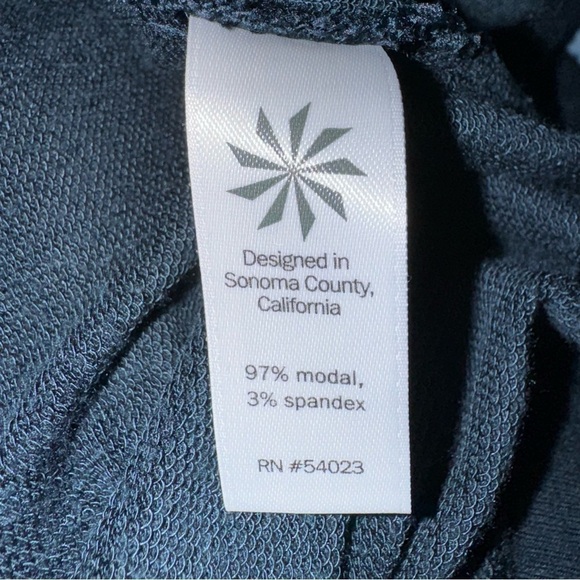 Designed in
Sonoma County,
California
97% modal,
3% spandex
RN #54023